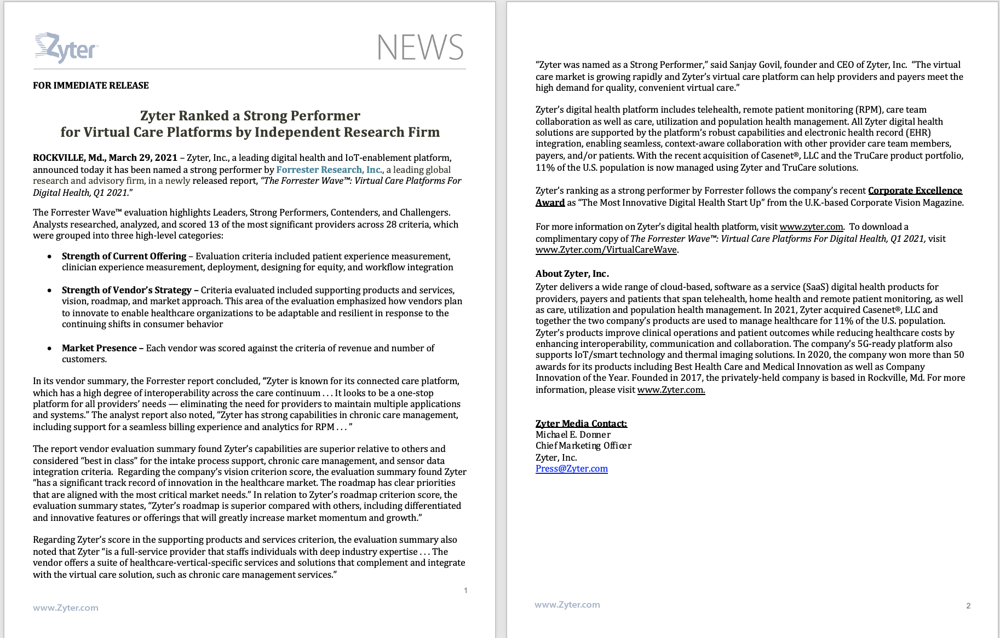 Zyter
NEWS
FOR IMMEDIATE RELEASE
Zyter Ranked a Strong Performer
for Virtual Care Platforms by Independent Research Firm
ROCKVILLE, Md., March 29, 2021 – Zyter, Inc., a leading digital health and IoT-enablement platform,
announced today it has been named a strong performer by Forrester Research, Inc., a leading global
research and advisory firm, in a newly released report, “The Forrester Wave™: Virtual Care Platforms For
Digital Health, Q1 2021.”
The Forrester Wave™ evaluation highlights Leaders, Strong Performers, Contenders, and Challengers.
Analysts researched, analyzed, and scored 13 of the most significant providers across 28 criteria, which
were grouped into three high-level categories:
• Strength of Current Offering – Evaluation criteria included patient experience measurement,
clinician experience measurement, deployment, designing for equity, and workflow integration
• Strength of Vendor’s Strategy – Criteria evaluated included supporting products and services,
vision, roadmap, and market approach. This area of the evaluation emphasized how vendors plan
to innovate to enable healthcare organizations to be adaptable and resilient in response to the
continuing shifts in consumer behavior
• Market Presence – Each vendor was scored against the criteria of revenue and number of
customers.
In its vendor summary, the Forrester report concluded, “Zyter is known for its connected care platform,
which has a high degree of interoperability across the care continuum . . . It looks to be a one-stop
platform for all providers’ needs — eliminating the need for providers to maintain multiple applications
and systems.” The analyst report also noted, “Zyter has strong capabilities in chronic care management,
including support for a seamless billing experience and analytics for RPM . . . ”
The report vendor evaluation summary found Zyter’s capabilities are superior relative to others and
considered “best in class” for the intake process support, chronic care management, and sensor data
integration criteria.  Regarding the company’s vision criterion score, the evaluation summary found Zyter
“has a significant track record of innovation in the healthcare market. The roadmap has clear priorities
that are aligned with the most critical market needs.” In relation to Zyter’s roadmap criterion score, the
evaluation summary states, “Zyter’s roadmap is superior compared with others, including differentiated
and innovative features or offerings that will greatly increase market momentum and growth.”
Regarding Zyter’s score in the supporting products and services criterion, the evaluation summary also
noted that Zyter “is a full-service provider that staffs individuals with deep industry expertise . . . The
vendor offers a suite of healthcare-vertical-specific services and solutions that complement and integrate
with the virtual care solution, such as chronic care management services.”
1
www.Zyter.com
“Zyter was named as a Strong Performer,” said Sanjay Govil, founder and CEO of Zyter, Inc.  “The virtual
care market is growing rapidly and Zyter’s virtual care platform can help providers and payers meet the
high demand for quality, convenient virtual care.”
Zyter’s digital health platform includes telehealth, remote patient monitoring (RPM), care team
collaboration as well as care, utilization and population health management. All Zyter digital health
solutions are supported by the platform’s robust capabilities and electronic health record (EHR)
integration, enabling seamless, context-aware collaboration with other provider care team members,
payers, and/or patients. With the recent acquisition of Casenet®, LLC and the TruCare product portfolio,
11% of the U.S. population is now managed using Zyter and TruCare solutions.
Zyter’s ranking as a strong performer by Forrester follows the company’s recent Corporate Excellence
Award as “The Most Innovative Digital Health Start Up” from the U.K.-based Corporate Vision Magazine.
For more information on Zyter’s digital health platform, visit www.zyter.com.  To download a
complimentary copy of The Forrester Wave™: Virtual Care Platforms For Digital Health, Q1 2021, visit
www.Zyter.com/VirtualCareWave.
About Zyter, Inc.
Zyter delivers a wide range of cloud-based, software as a service (SaaS) digital health products for
providers, payers and patients that span telehealth, home health and remote patient monitoring, as well
as care, utilization and population health management. In 2021, Zyter acquired Casenet®, LLC and
together the two company’s products are used to manage healthcare for 11% of the U.S. population.
Zyter’s products improve clinical operations and patient outcomes while reducing healthcare costs by
enhancing interoperability, communication and collaboration. The company’s 5G-ready platform also
supports IoT/smart technology and thermal imaging solutions. In 2020, the company won more than 50
awards for its products including Best Health Care and Medical Innovation as well as Company
Innovation of the Year. Founded in 2017, the privately-held company is based in Rockville, Md. For more
information, please visit www.Zyter.com.
Zyter Media Contact:
Michael E. Donner
Chief Marketing Officer
Zyter, Inc.
Press@Zyter.com
www.Zyter.com
2